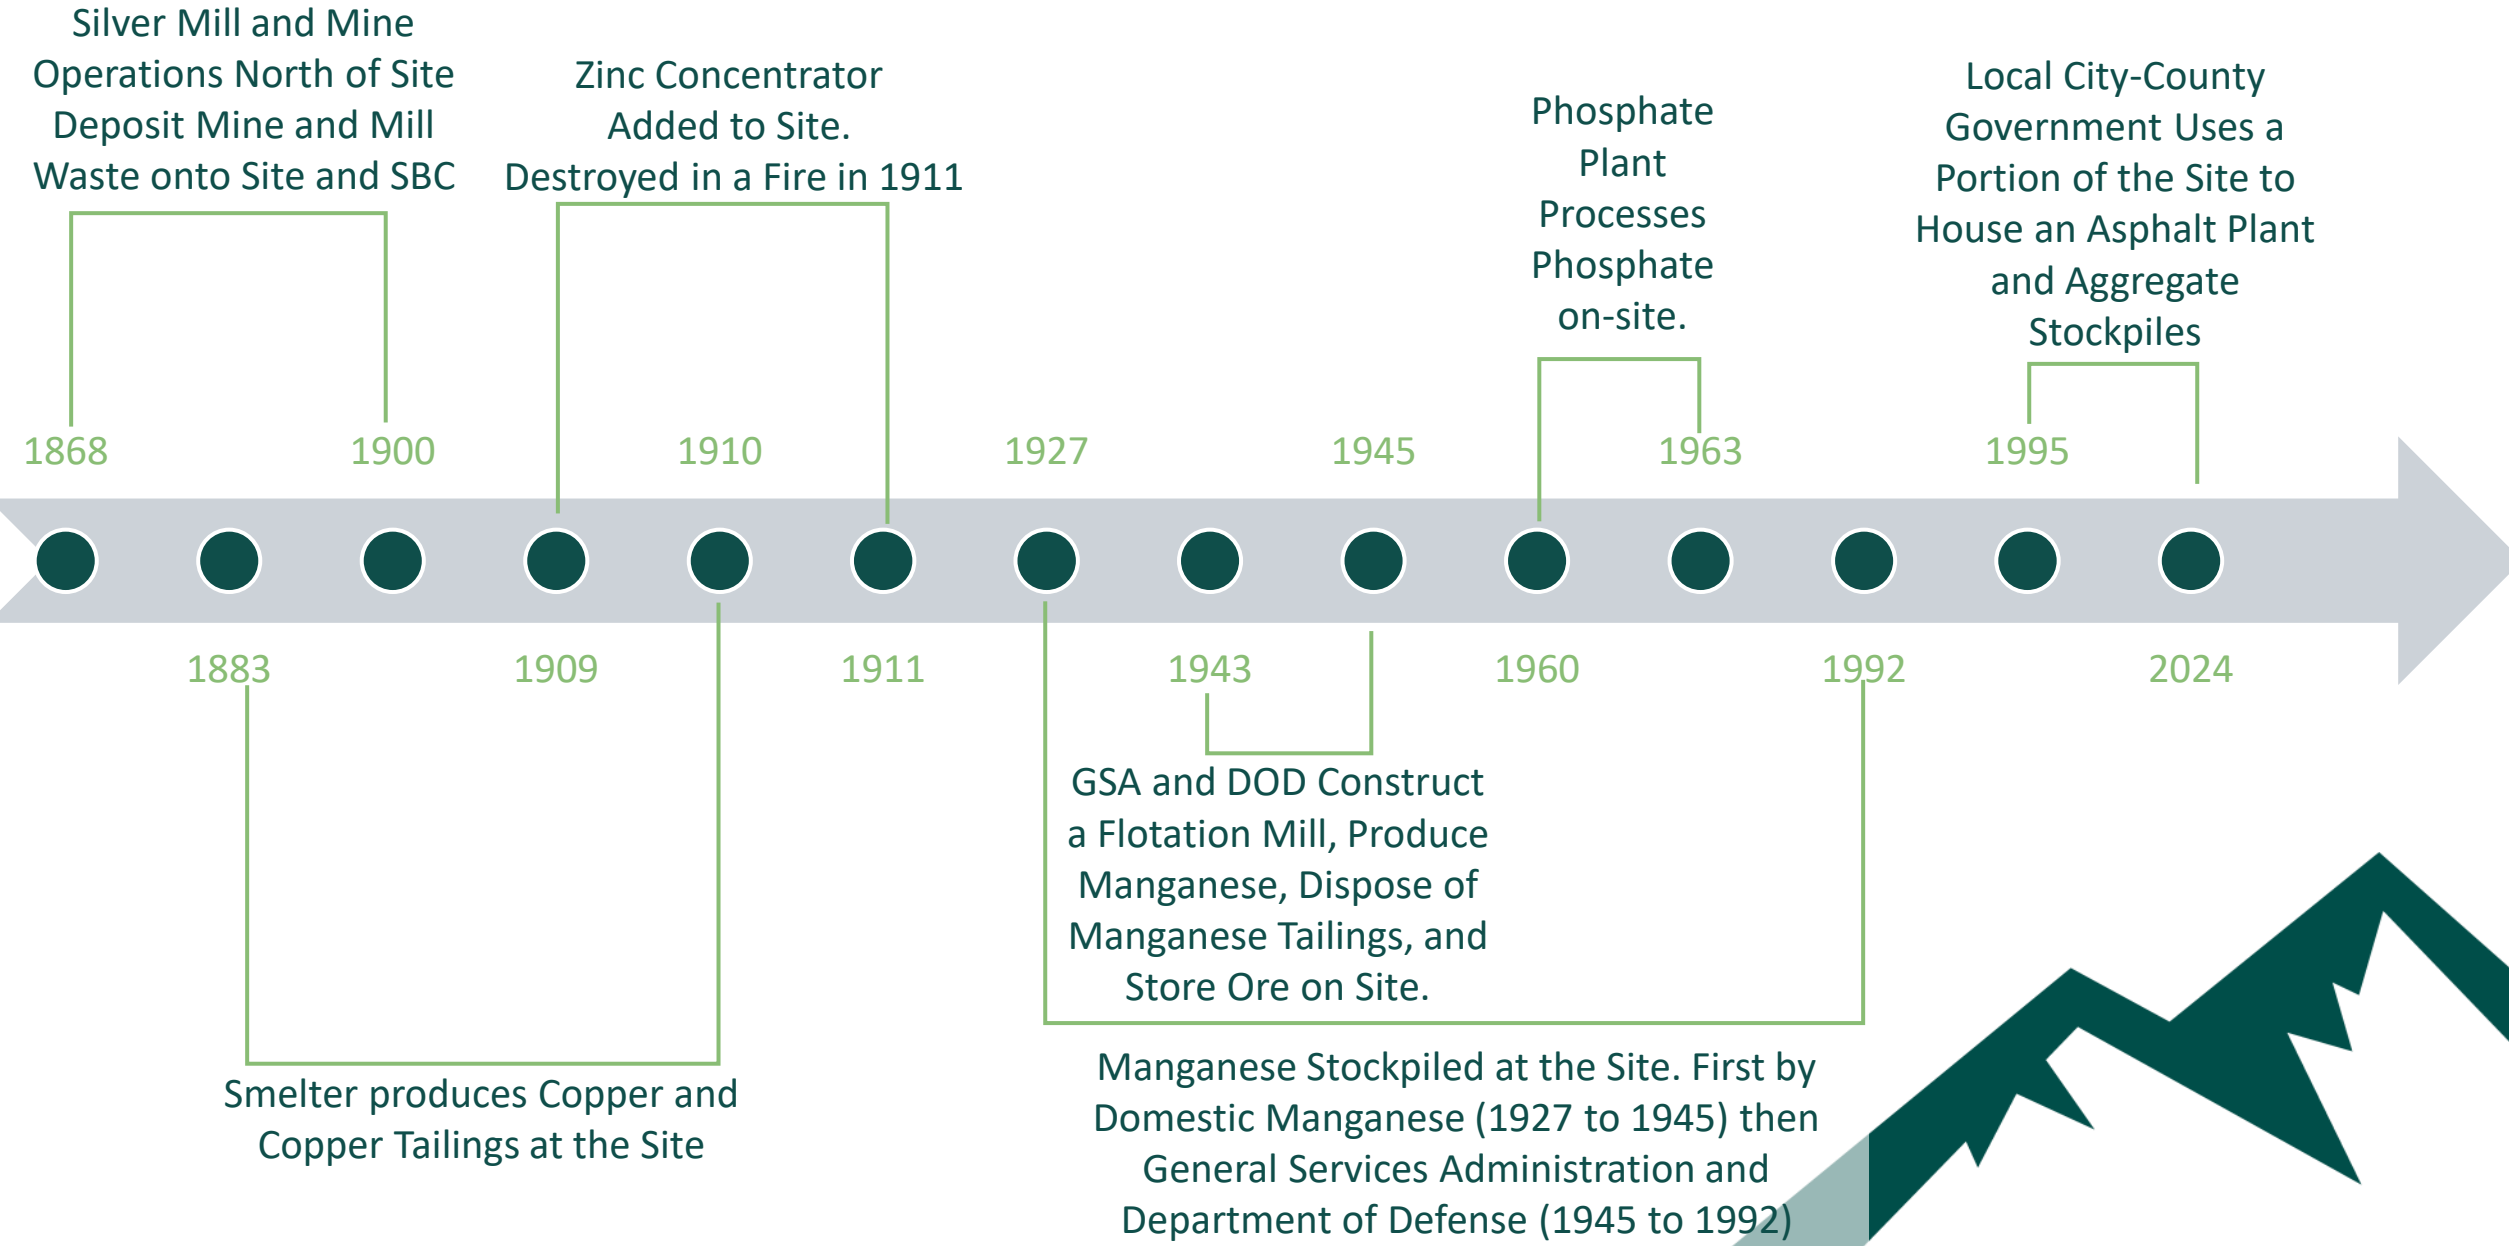 Silver Mill and Mine
Operations North of Site
Deposit Mine and Mill
Waste onto Site and SBC
Zinc Concentrator
Added to Site.
Destroyed in a Fire in 1911
Phosphate
Plant
Processes
Phosphate
on-site.
Local City-County
Government Uses a
Portion of the Site to
House an Asphalt Plant
and Aggregate
Stockpiles
1868
1900
1910
1927
1945
1963
1995
1883
1909
1911
1943
1960
1992
2024
GSA and DOD Construct
a Flotation Mill, Produce
Manganese, Dispose of
Manganese Tailings, and
Store Ore on Site.
Smelter produces Copper and
Copper Tailings at the Site
Manganese Stockpiled at the Site. First by
Domestic Manganese (1927 to 1945) then
General Services Administration and
Department of Defense (1945 to 1992)